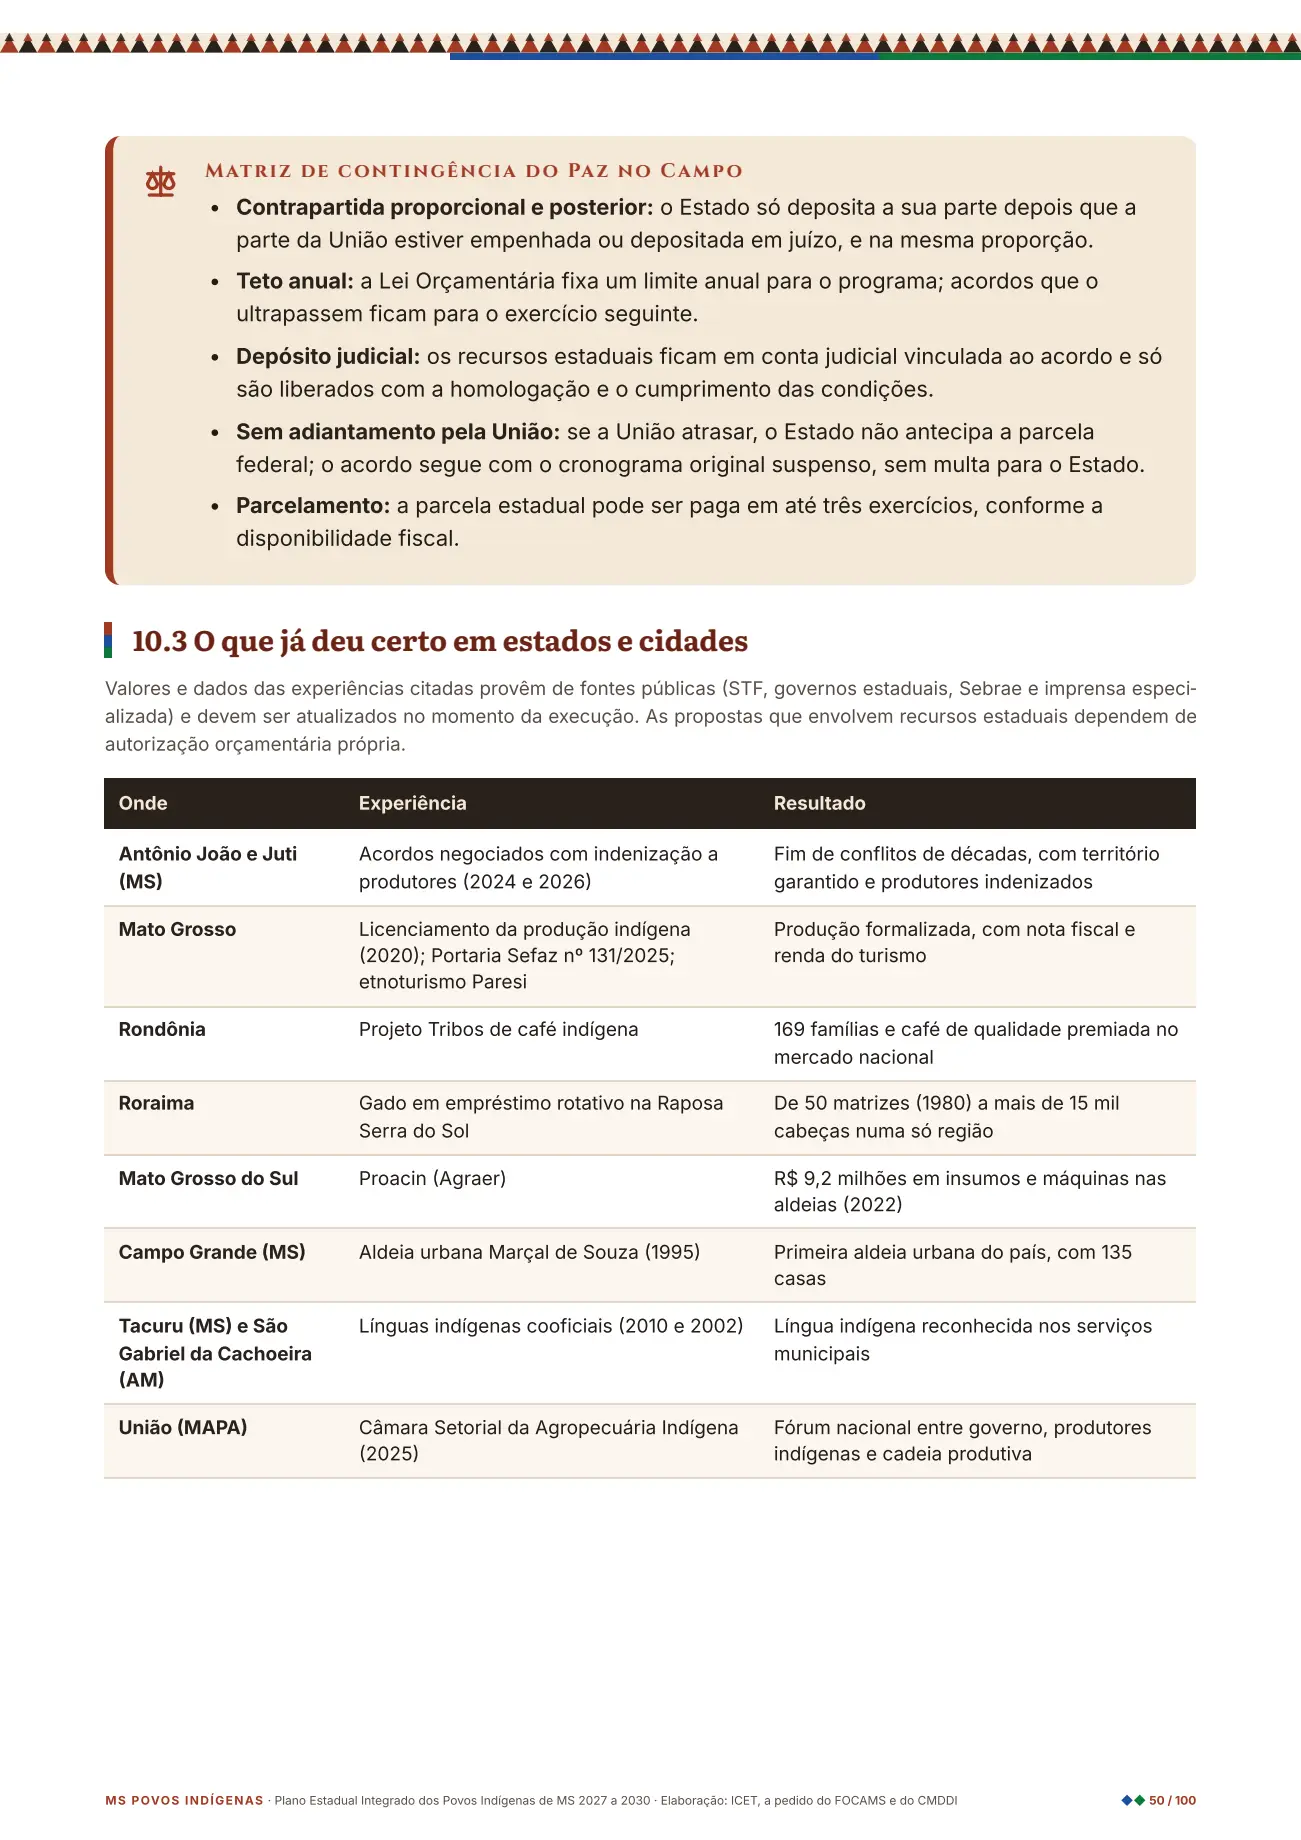 Matriz de contingência do Paz no Campo
• Contrapartida proporcional e posterior: o Estado só deposita a sua parte depois que a
parte da União estiver empenhada ou depositada em juízo, e na mesma proporção.
• Teto anual: a Lei Orçamentária fixa um limite anual para o programa; acordos que o
ultrapassem ficam para o exercício seguinte.
• Depósito judicial: os recursos estaduais ficam em conta judicial vinculada ao acordo e só
são liberados com a homologação e o cumprimento das condições.
• Sem adiantamento pela União: se a União atrasar, o Estado não antecipa a parcela
federal; o acordo segue com o cronograma original suspenso, sem multa para o Estado.
• Parcelamento: a parcela estadual pode ser paga em até três exercícios, conforme a
disponibilidade fiscal.
10.3 O que já deu certo em estados e cidades
Valores e dados das experiências citadas provêm de fontes públicas (STF, governos estaduais, Sebrae e imprensa especi-
alizada) e devem ser atualizados no momento da execução. As propostas que envolvem recursos estaduais dependem de
autorização orçamentária própria.
Onde Experiência Resultado
Antônio João e Juti Acordos negociados com indenização a Fim de conflitos de décadas, com território
(MS) produtores (2024 e 2026) garantido e produtores indenizados
Mato Grosso Licenciamento da produção indígena Produção formalizada, com nota fiscal e
(2020); Portaria Sefaz nº 131/2025; renda do turismo
etnoturismo Paresi
Rondônia Projeto Tribos de café indígena 169 famílias e café de qualidade premiada no
mercado nacional
Roraima Gado em empréstimo rotativo na Raposa De 50 matrizes (1980) a mais de 15 mil
Serra do Sol cabeças numa só região
Mato Grosso do Sul Proacin (Agraer) R$ 9,2 milhões em insumos e máquinas nas
aldeias (2022)
Campo Grande (MS) Aldeia urbana Marçal de Souza (1995) Primeira aldeia urbana do país, com 135
casas
Tacuru (MS) e São Línguas indígenas cooficiais (2010 e 2002) Língua indígena reconhecida nos serviços
Gabriel da Cachoeira municipais
(AM)
União (MAPA) Câmara Setorial da Agropecuária Indígena Fórum nacional entre governo, produtores
(2025) indígenas e cadeia produtiva
MS POVOS INDÍGENAS · Plano Estadual Integrado dos Povos Indígenas de MS 2027 a 2030 · Elaboração: ICET, a pedido do FOCAMS e do CMDDI 50 / 100